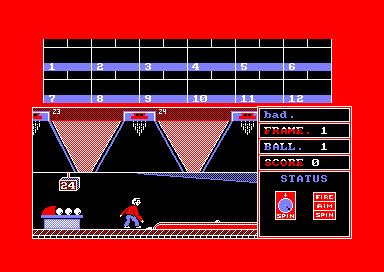 1 2 3 4 5 6
7 8 9 10 11 12
23 24
bad.
FRAME. 1
BALL. 1
SCORE 0
STATUS
24
SPIN
FIRE
AIM
SPIN